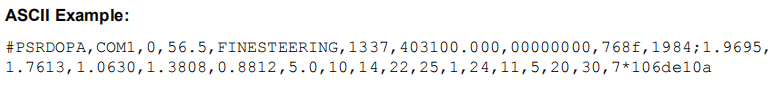 ASCII Example:
#PSRDOPA,COM1,0,56.5,FINESTEERING,1337,403100.000,00000000,768f,1984;1.9695,
1.7613,1.0630,1.3808,0.8812,5.0,10,14,22,25,1,24,11,5,20,30,7*106de10a